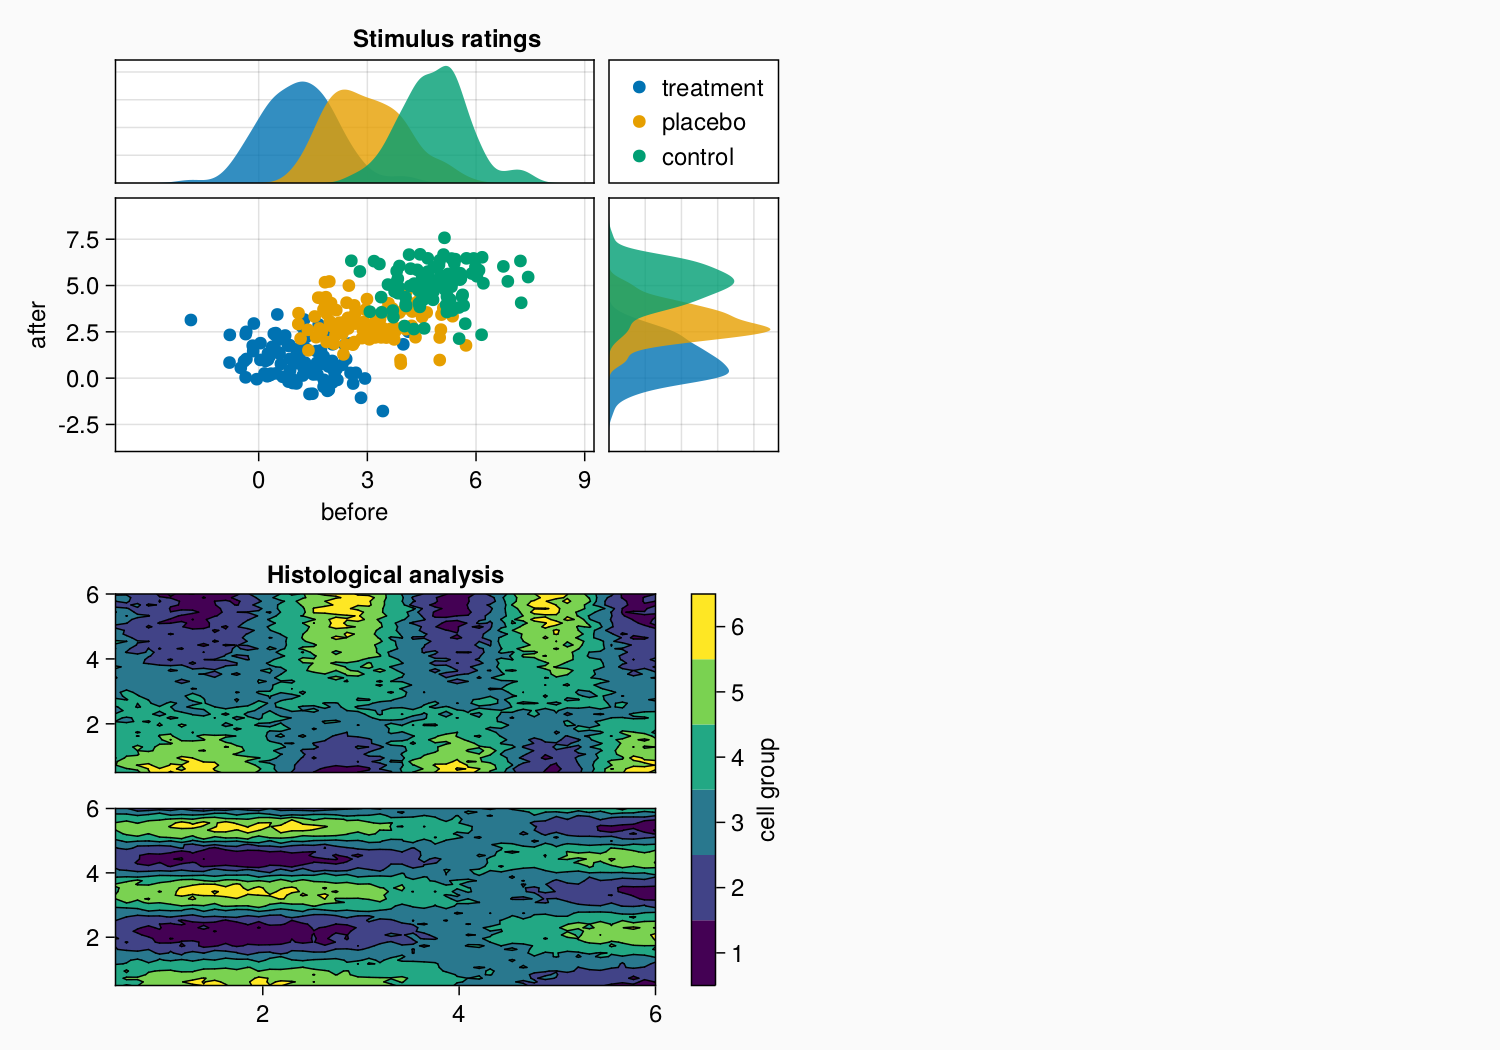 Stimulus ratings
treatment
placebo
control
after
7.5
5.0
2.5
0.0
-2.5
0 3 6 9
before
Histological analysis
6
4
2
6
4
2
2 4 6
6
5
4
3
2
1
cell group